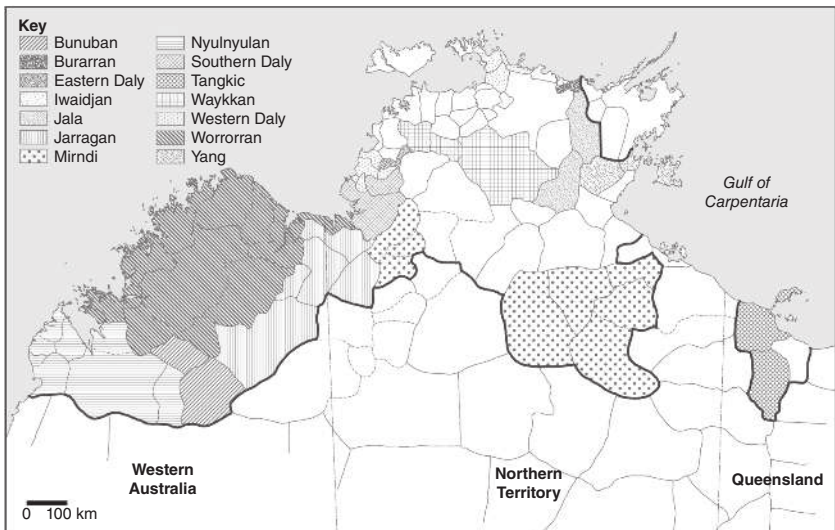 Key
Bunuban
Burarran
Eastern Daly
Iwaidjan
Jala
Jarragan
Mirndi
Nyulnyulan
Southern Daly
Tangkic
Waykkan
Western Daly
Worrorran
Yang
Gulf of
Carpentaria
Western
Australia
Northern
Territory
Queensland
0 100 km